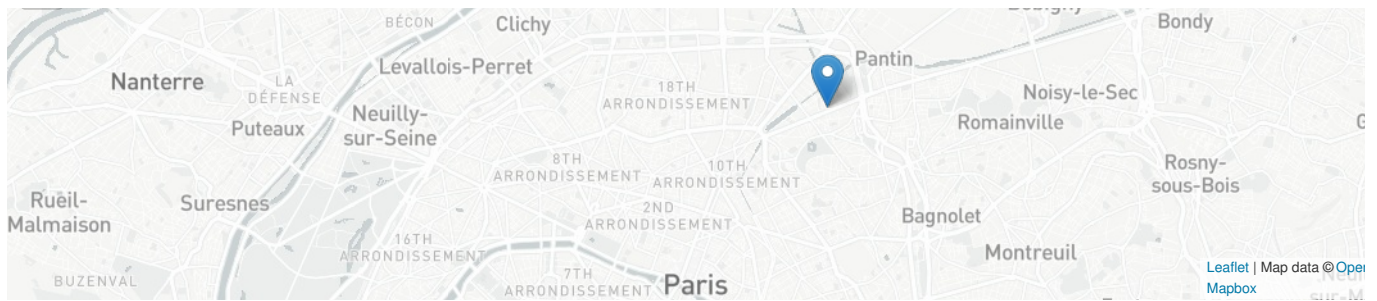 BÉCON
Clichy
Bondy
Pantin
Levallois-Perret
Nanterre
LA
DÉFENSE
18TH
ARRONDISSEMENT
Noisy-le-Sec
Neuilly-
sur-Seine
Puteaux
Romainville
8TH
ARRONDISSEMENT
10TH
ARRONDISSEMENT
Rosny-
sous-Bois
Rueil-
Malmaison
Suresnes
2ND
ARRONDISSEMENT
Bagnolet
16TH
ARRONDISSEMENT
Montreuil
BUZENVAL
7TH
ARRONDISSEMENT
Paris
Leaflet | Map data © Oper
Mapbox